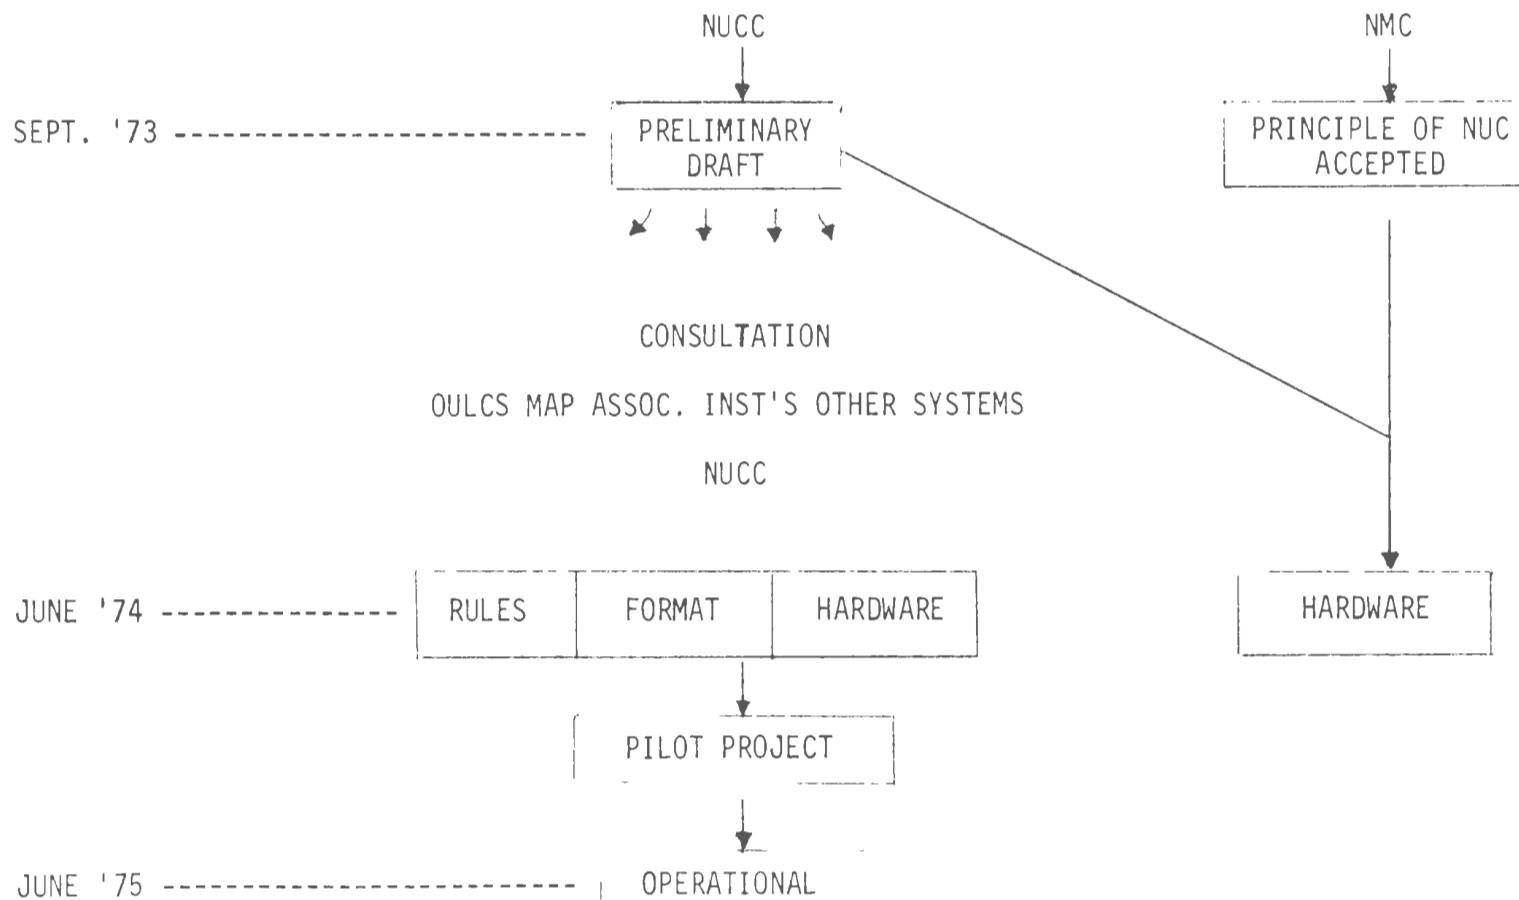 NUCC
NMC
SEPT. '73
PRELIMINARY
DRAFT
PRINCIPLE OF NUC
ACCEPTED
CONSULTATION
OULCS MAP ASSOC. INST'S OTHER SYSTEMS
NUCC
JUNE '74
RULES
FORMAT
HARDWARE
HARDWARE
PILOT PROJECT
JUNE '75
OPERATIONAL